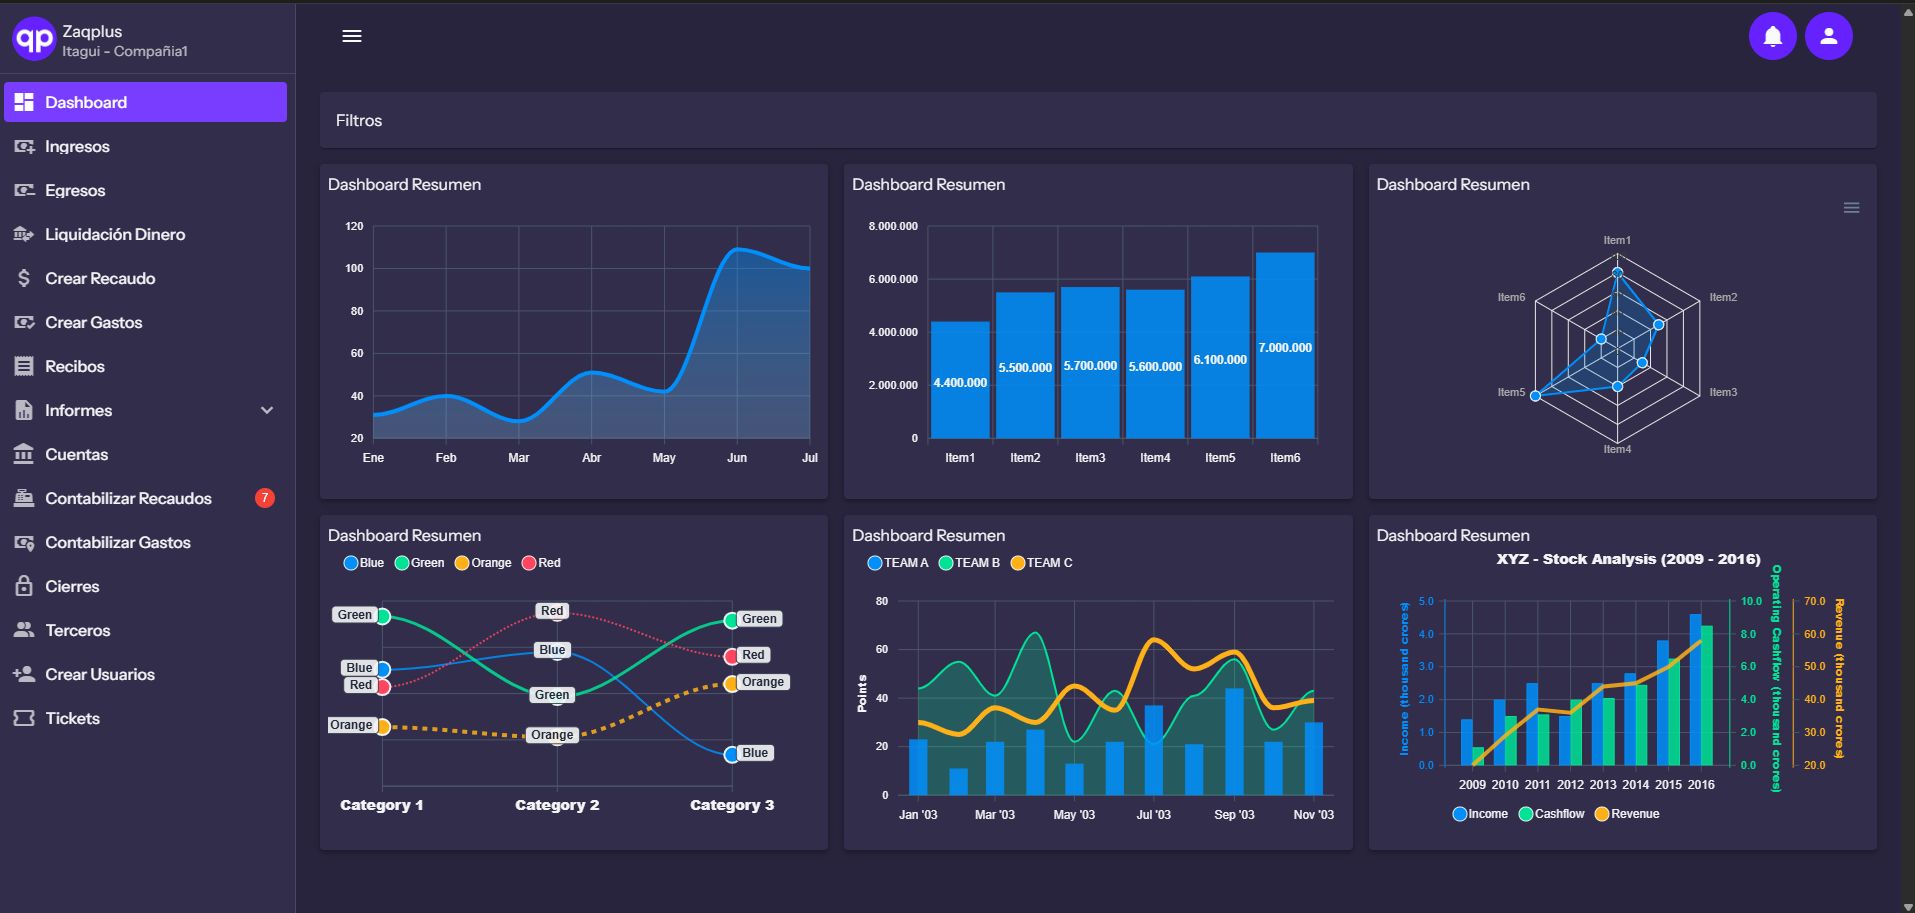 qp
Zaqplus
Itagui - Compañia1
Dashboard
Ingresos
Egresos
Liquidación Dinero
Crear Recaudo
Crear Gastos
Recibos
Informes
Cuentas
Contabilizar Recaudos 7
Contabilizar Gastos
Cierres
Terceros
Crear Usuarios
Tickets
Filtros
Dashboard Resumen
120
100
80
60
40
20
Ene Feb Mar Abr May Jun Jul
Dashboard Resumen
8.000.000
6.000.000
4.000.000
2.000.000
0
4.400.000 5.500.000 5.700.000 5.600.000 6.100.000 7.000.000
Item1 Item2 Item3 Item4 Item5 Item6
Dashboard Resumen
Item1
Item6 Item2
Item5 Item3
Item4
Dashboard Resumen
Blue Green Orange Red
Green Red Green
Blue Blue Red
Red Green Orange
Orange Orange Blue
Category 1 Category 2 Category 3
Dashboard Resumen
TEAM A TEAM B TEAM C
Points
80
60
40
20
0
Jan '03 Mar '03 May '03 Jul '03 Sep '03 Nov '03
Dashboard Resumen
XYZ - Stock Analysis (2009 - 2016)
Income (thousand crores)
5.0
4.0
3.0
2.0
1.0
0.0
10.0
8.0
6.0
4.0
2.0
0.0
Operating Cashflow (thousand crores)
70.0
60.0
50.0
40.0
30.0
20.0
Revenue (thousand crores)
2009 2010 2011 2012 2013 2014 2015 2016
Income Cashflow Revenue